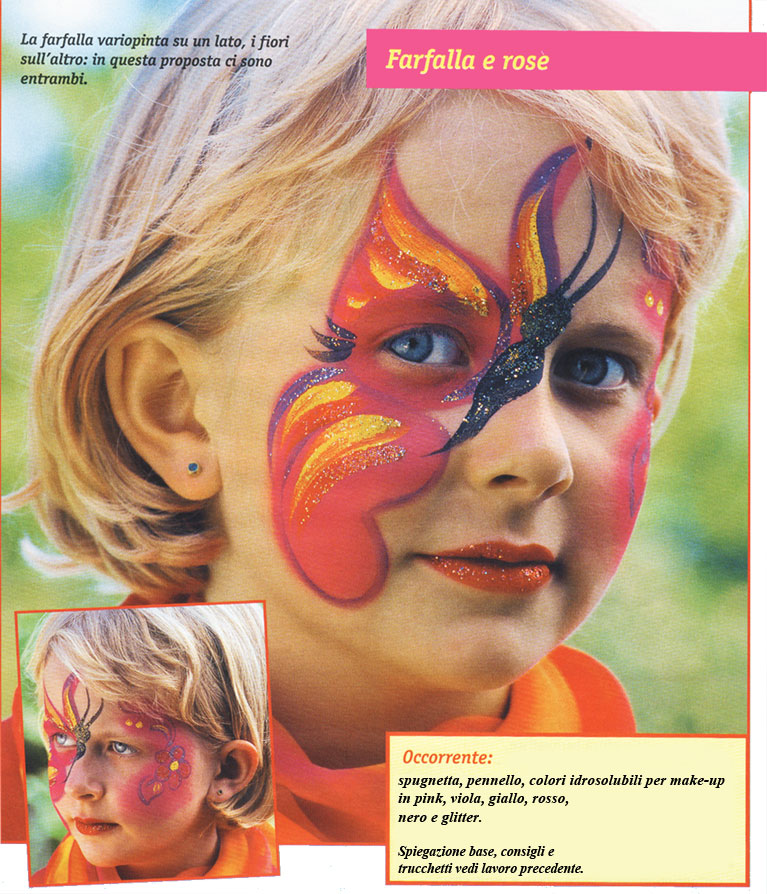 La farfalla variopinta su un lato, i fiori
sull'altro: in questa proposta ci sono
entrambi.
Farfalla e rose
Occorrente:
spugnetta, pennello, colori idrosolubili per make-up
in pink, viola, giallo, rosso,
nero e glitter.
Spiegazione base, consigli e
trucchetti vedi lavoro precedente.